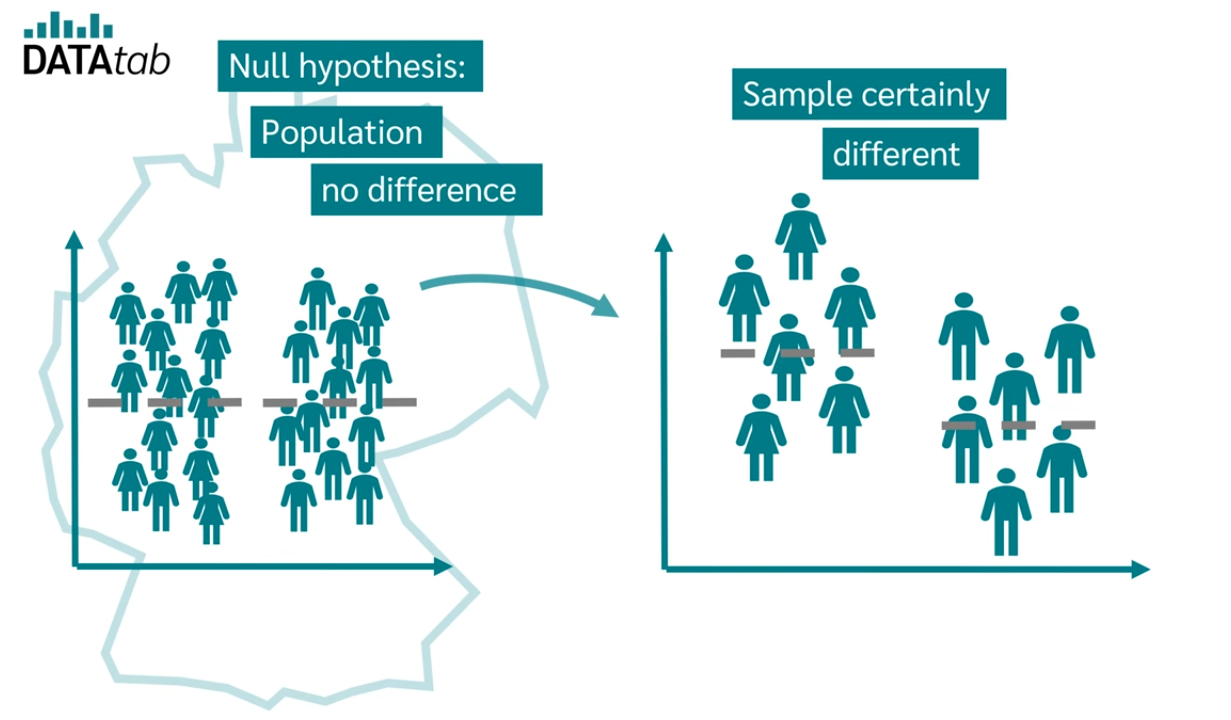 DATAtab
Null hypothesis:
Population
no difference
Sample certainly
different